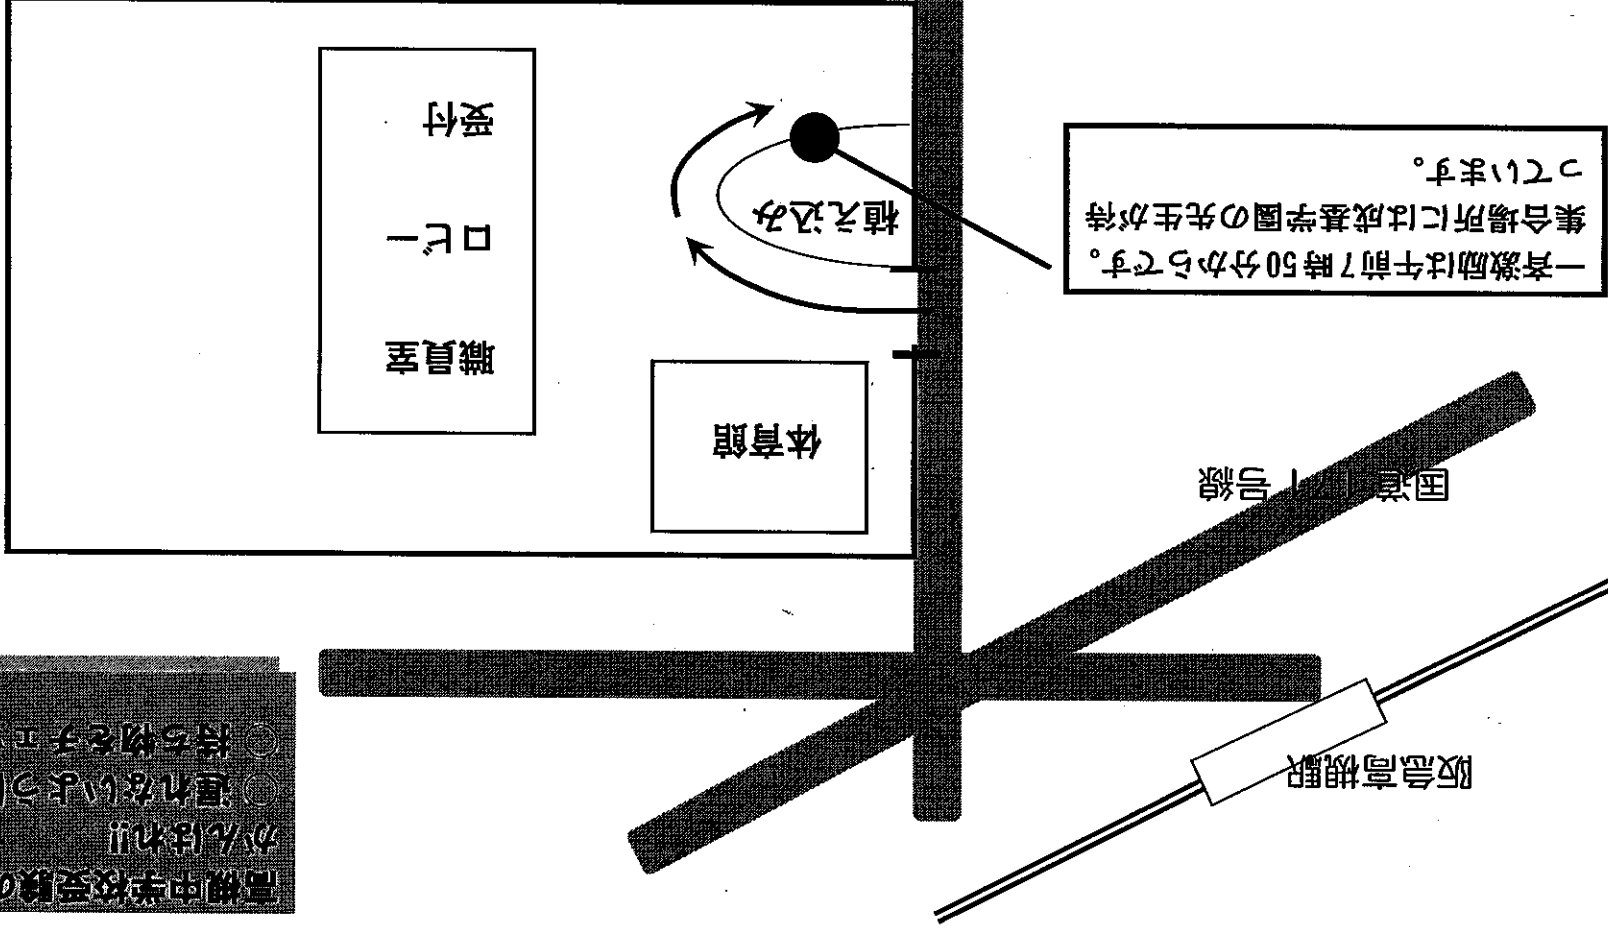 高槻中学校受験の
がんばれ!!
○ 遅れないよう
○ 持ち物をチェ
阪急高槻駅
国道１７１号線
体育館
職員室
ロビー
受付
植え込み
一斉激励は午前7時50分からです。
集合場所には成基学園の先生が待
っています。